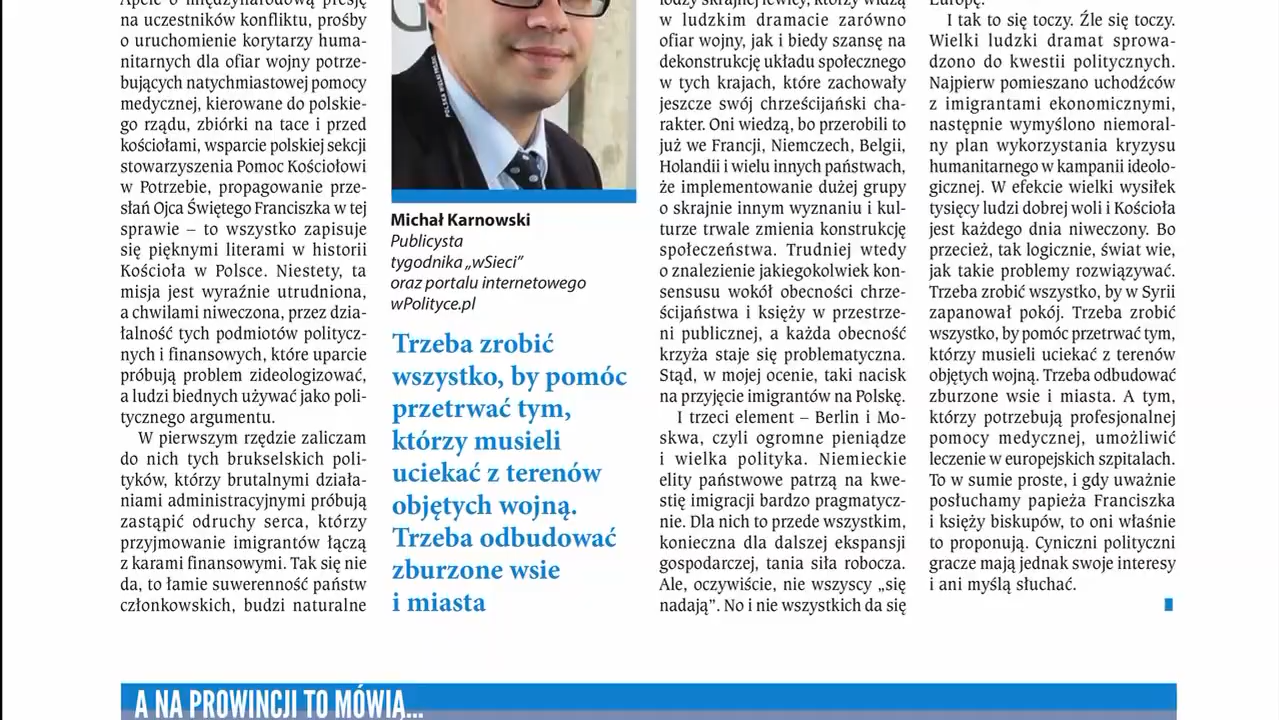 Apele o międzynarodową presję
na uczestników konfliktu, prośby
o uruchomienie korytarzy huma-
nitarnych dla ofiar wojny potrze-
bujących natychmiastowej pomocy
medycznej, kierowane do polskie-
go rządu, zbiórki na tace i przed
kościołami, wsparcie polskiej sekcji
stowarzyszenia Pomoc Kościołowi
w Potrzebie, propagowanie prze-
słań Ojca Świętego Franciszka w tej
sprawie – to wszystko zapisuje
się pięknymi literami w historii
Kościoła w Polsce. Niestety, ta
misja jest wyraźnie utrudniona,
a chwilami niweczona, przez dzia-
łalność tych podmiotów politycz-
nych i finansowych, które uparcie
próbują problem zideologizować,
a ludzi biednych używać jako poli-
tycznego argumentu.
W pierwszym rzędzie zaliczam
do nich tych brukselskich poli-
tyków, którzy brutalnymi działa-
niami administracyjnymi próbują
zastąpić odruchy serca, którzy
przyjmowanie imigrantów łączą
z karami finansowymi. Tak się nie
da, to łamie suwerenność państw
członkowskich, budzi naturalne
G
POLSKA WIELKI PROJEKT
Michał Karnowski
Publicysta
tygodnika „wSieci”
oraz portalu internetowego
wPolityce.pl
Trzeba zrobić
wszystko, by pomóc
przetrwać tym,
którzy musieli
uciekać z terenów
objętych wojną.
Trzeba odbudować
zburzone wsie
i miasta
łodzy skrajnej lewicy, którzy widzą
w ludzkim dramacie zarówno
ofiar wojny, jak i biedy szansę na
dekonstrukcję układu społecznego
w tych krajach, które zachowały
jeszcze swój chrześcijański cha-
rakter. Oni wiedzą, bo przerobili to
już we Francji, Niemczech, Belgii,
Holandii i wielu innych państwach,
że implementowanie dużej grupy
o skrajnie innym wyznaniu i kul-
turze trwale zmienia konstrukcję
społeczeństwa. Trudniej wtedy
o znalezienie jakiegokolwiek kon-
sensusu wokół obecności chrze-
ścijaństwa i księży w przestrze-
ni publicznej, a każda obecność
krzyża staje się problematyczna.
Stąd, w mojej ocenie, taki nacisk
na przyjęcie imigrantów na Polskę.
I trzeci element – Berlin i Mo-
skwa, czyli ogromne pieniądze
i wielka polityka. Niemieckie
elity państwowe patrzą na kwe-
stię imigracji bardzo pragmatycz-
nie. Dla nich to przede wszystkim,
konieczna dla dalszej ekspansji
gospodarczej, tania siła robocza.
Ale, oczywiście, nie wszyscy „się
nadają”. No i nie wszystkich da się
Europę.
I tak to się toczy. Źle się toczy.
Wielki ludzki dramat sprowa-
dzono do kwestii politycznych.
Najpierw pomieszano uchodźców
z imigrantami ekonomicznymi,
następnie wymyślono niemoral-
ny plan wykorzystania kryzysu
humanitarnego w kampanii ideolo-
gicznej. W efekcie wielki wysiłek
tysięcy ludzi dobrej woli i Kościoła
jest każdego dnia niweczony. Bo
przecież, tak logicznie, świat wie,
jak takie problemy rozwiązywać.
Trzeba zrobić wszystko, by w Syrii
zapanował pokój. Trzeba zrobić
wszystko, by pomóc przetrwać tym,
którzy musieli uciekać z terenów
objętych wojną. Trzeba odbudować
zburzone wsie i miasta. A tym,
którzy potrzebują profesjonalnej
pomocy medycznej, umożliwić
leczenie w europejskich szpitalach.
To w sumie proste, i gdy uważnie
posłuchamy papieża Franciszka
i księży biskupów, to oni właśnie
to proponują. Cyniczni polityczni
gracze mają jednak swoje interesy
i ani myślą słuchać.
A NA PROWINCJI TO MÓWIĄ...